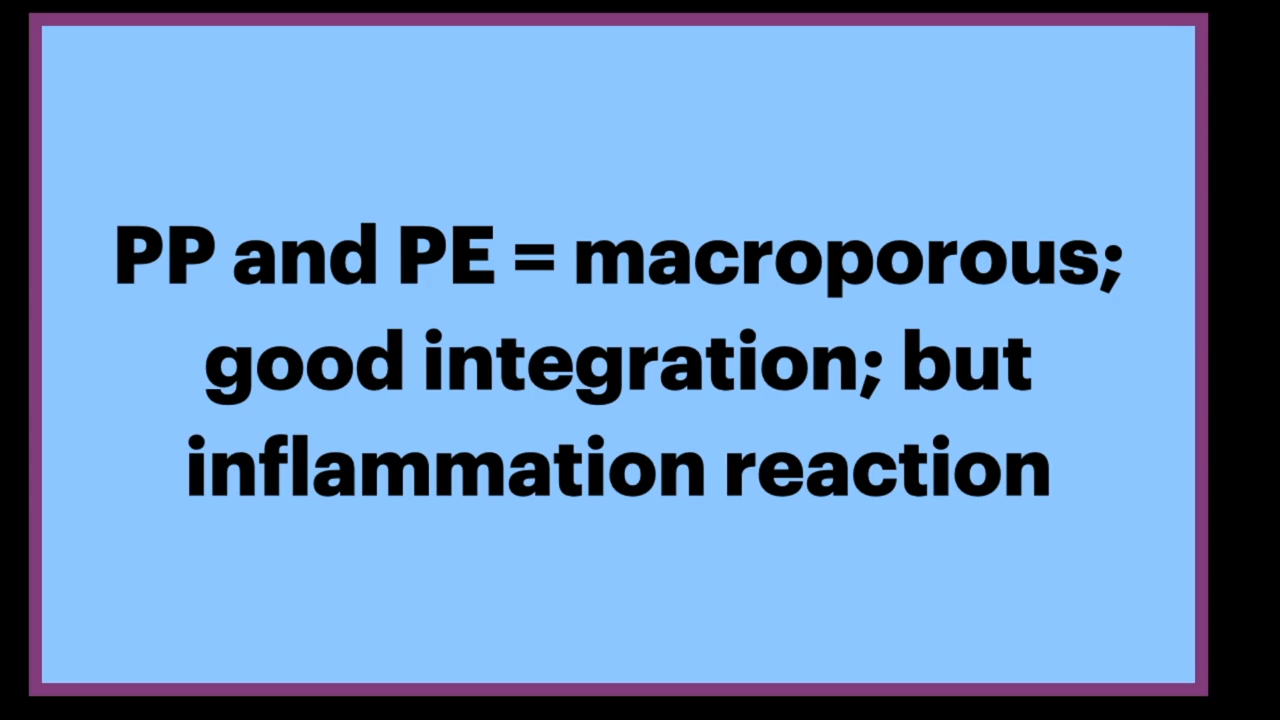 PP and PE = macroporous;
good integration; but
inflammation reaction